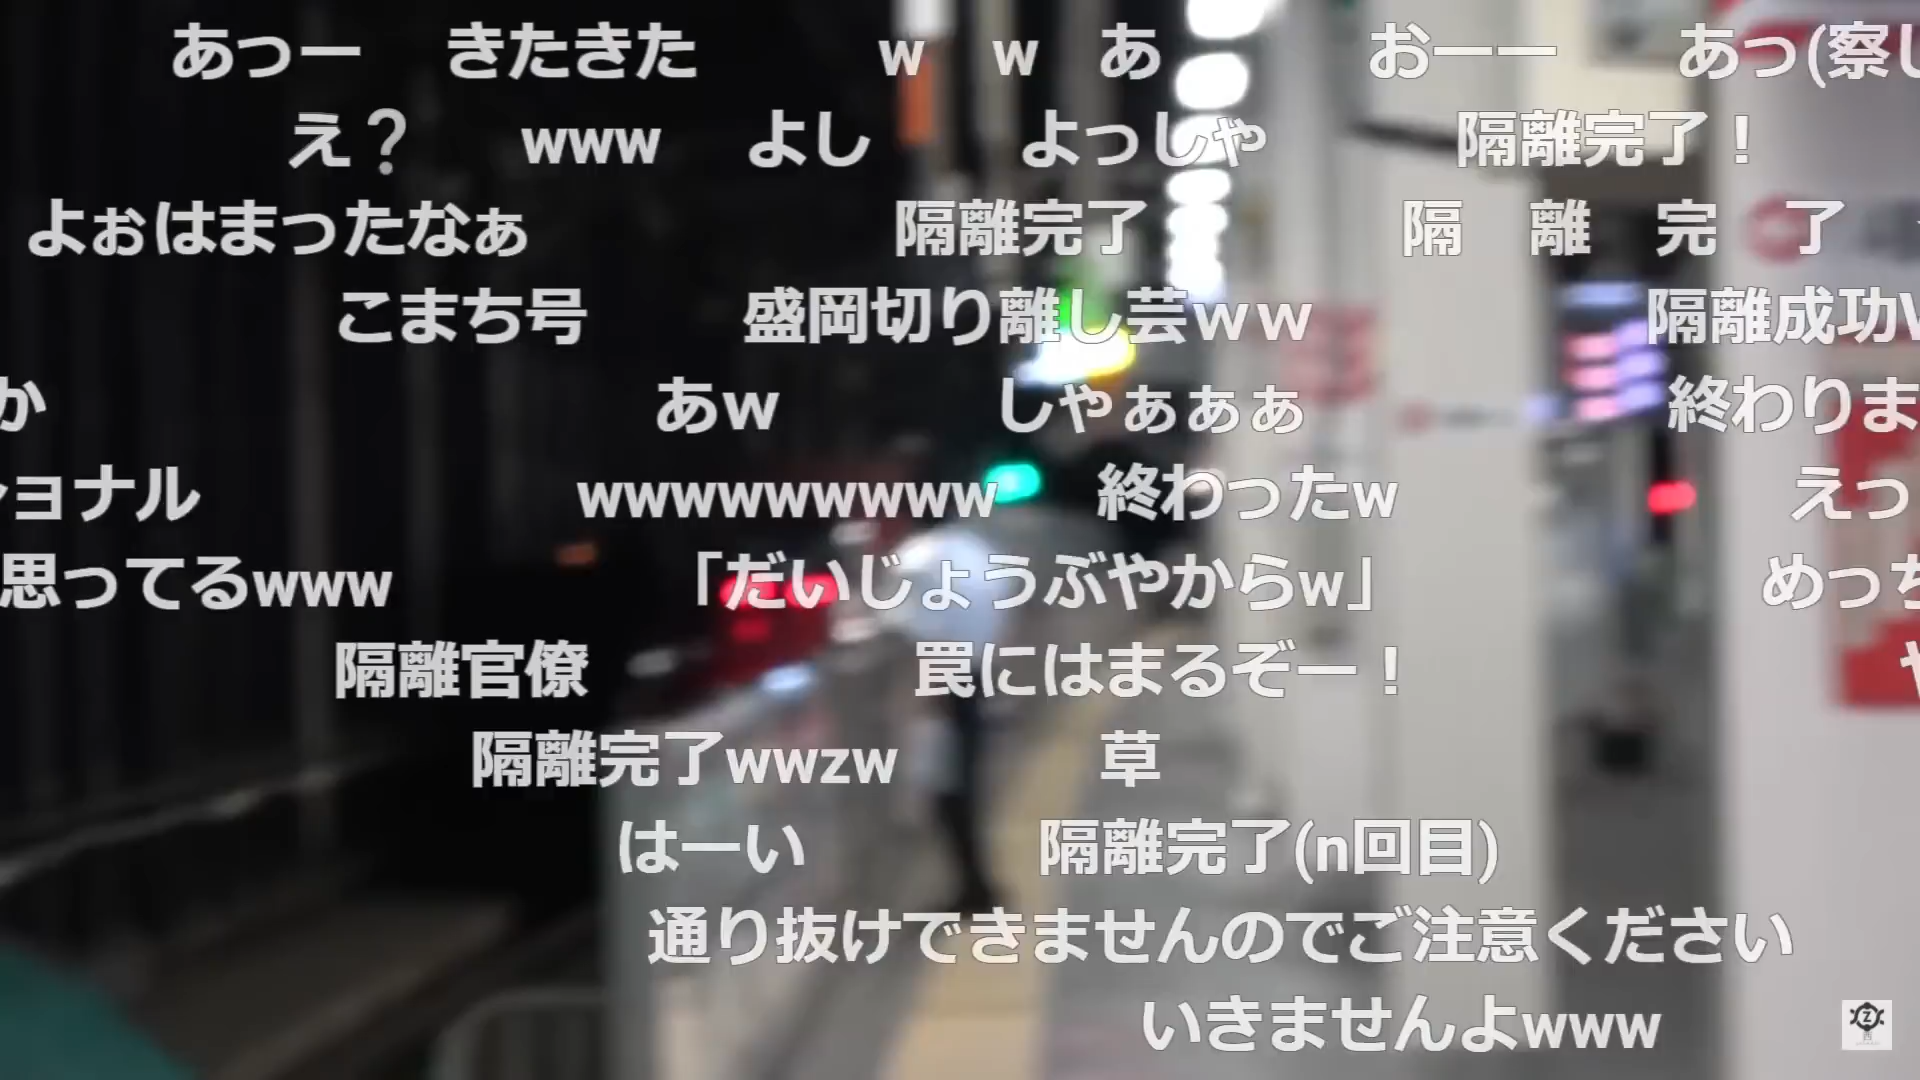 あっー きたきた w w あ おーー あっ(察し
え？ www よし よっしゃ 隔離完了！
よぉはまったなぁ 隔離完了 隔 離 完 了
こまち号 盛岡切り離し芸ww 隔離成功w
か あw しゃぁぁぁ 終わりま
ショナル wwwwwwwwww 終わったw えっ
思ってるwww 「だいじょうぶやからw」 めっち
隔離官僚 罠にはまるぞー！
隔離完了wwzw 草
はーい 隔離完了(n回目)
通り抜けできませんのでご注意ください
いきませんよwww